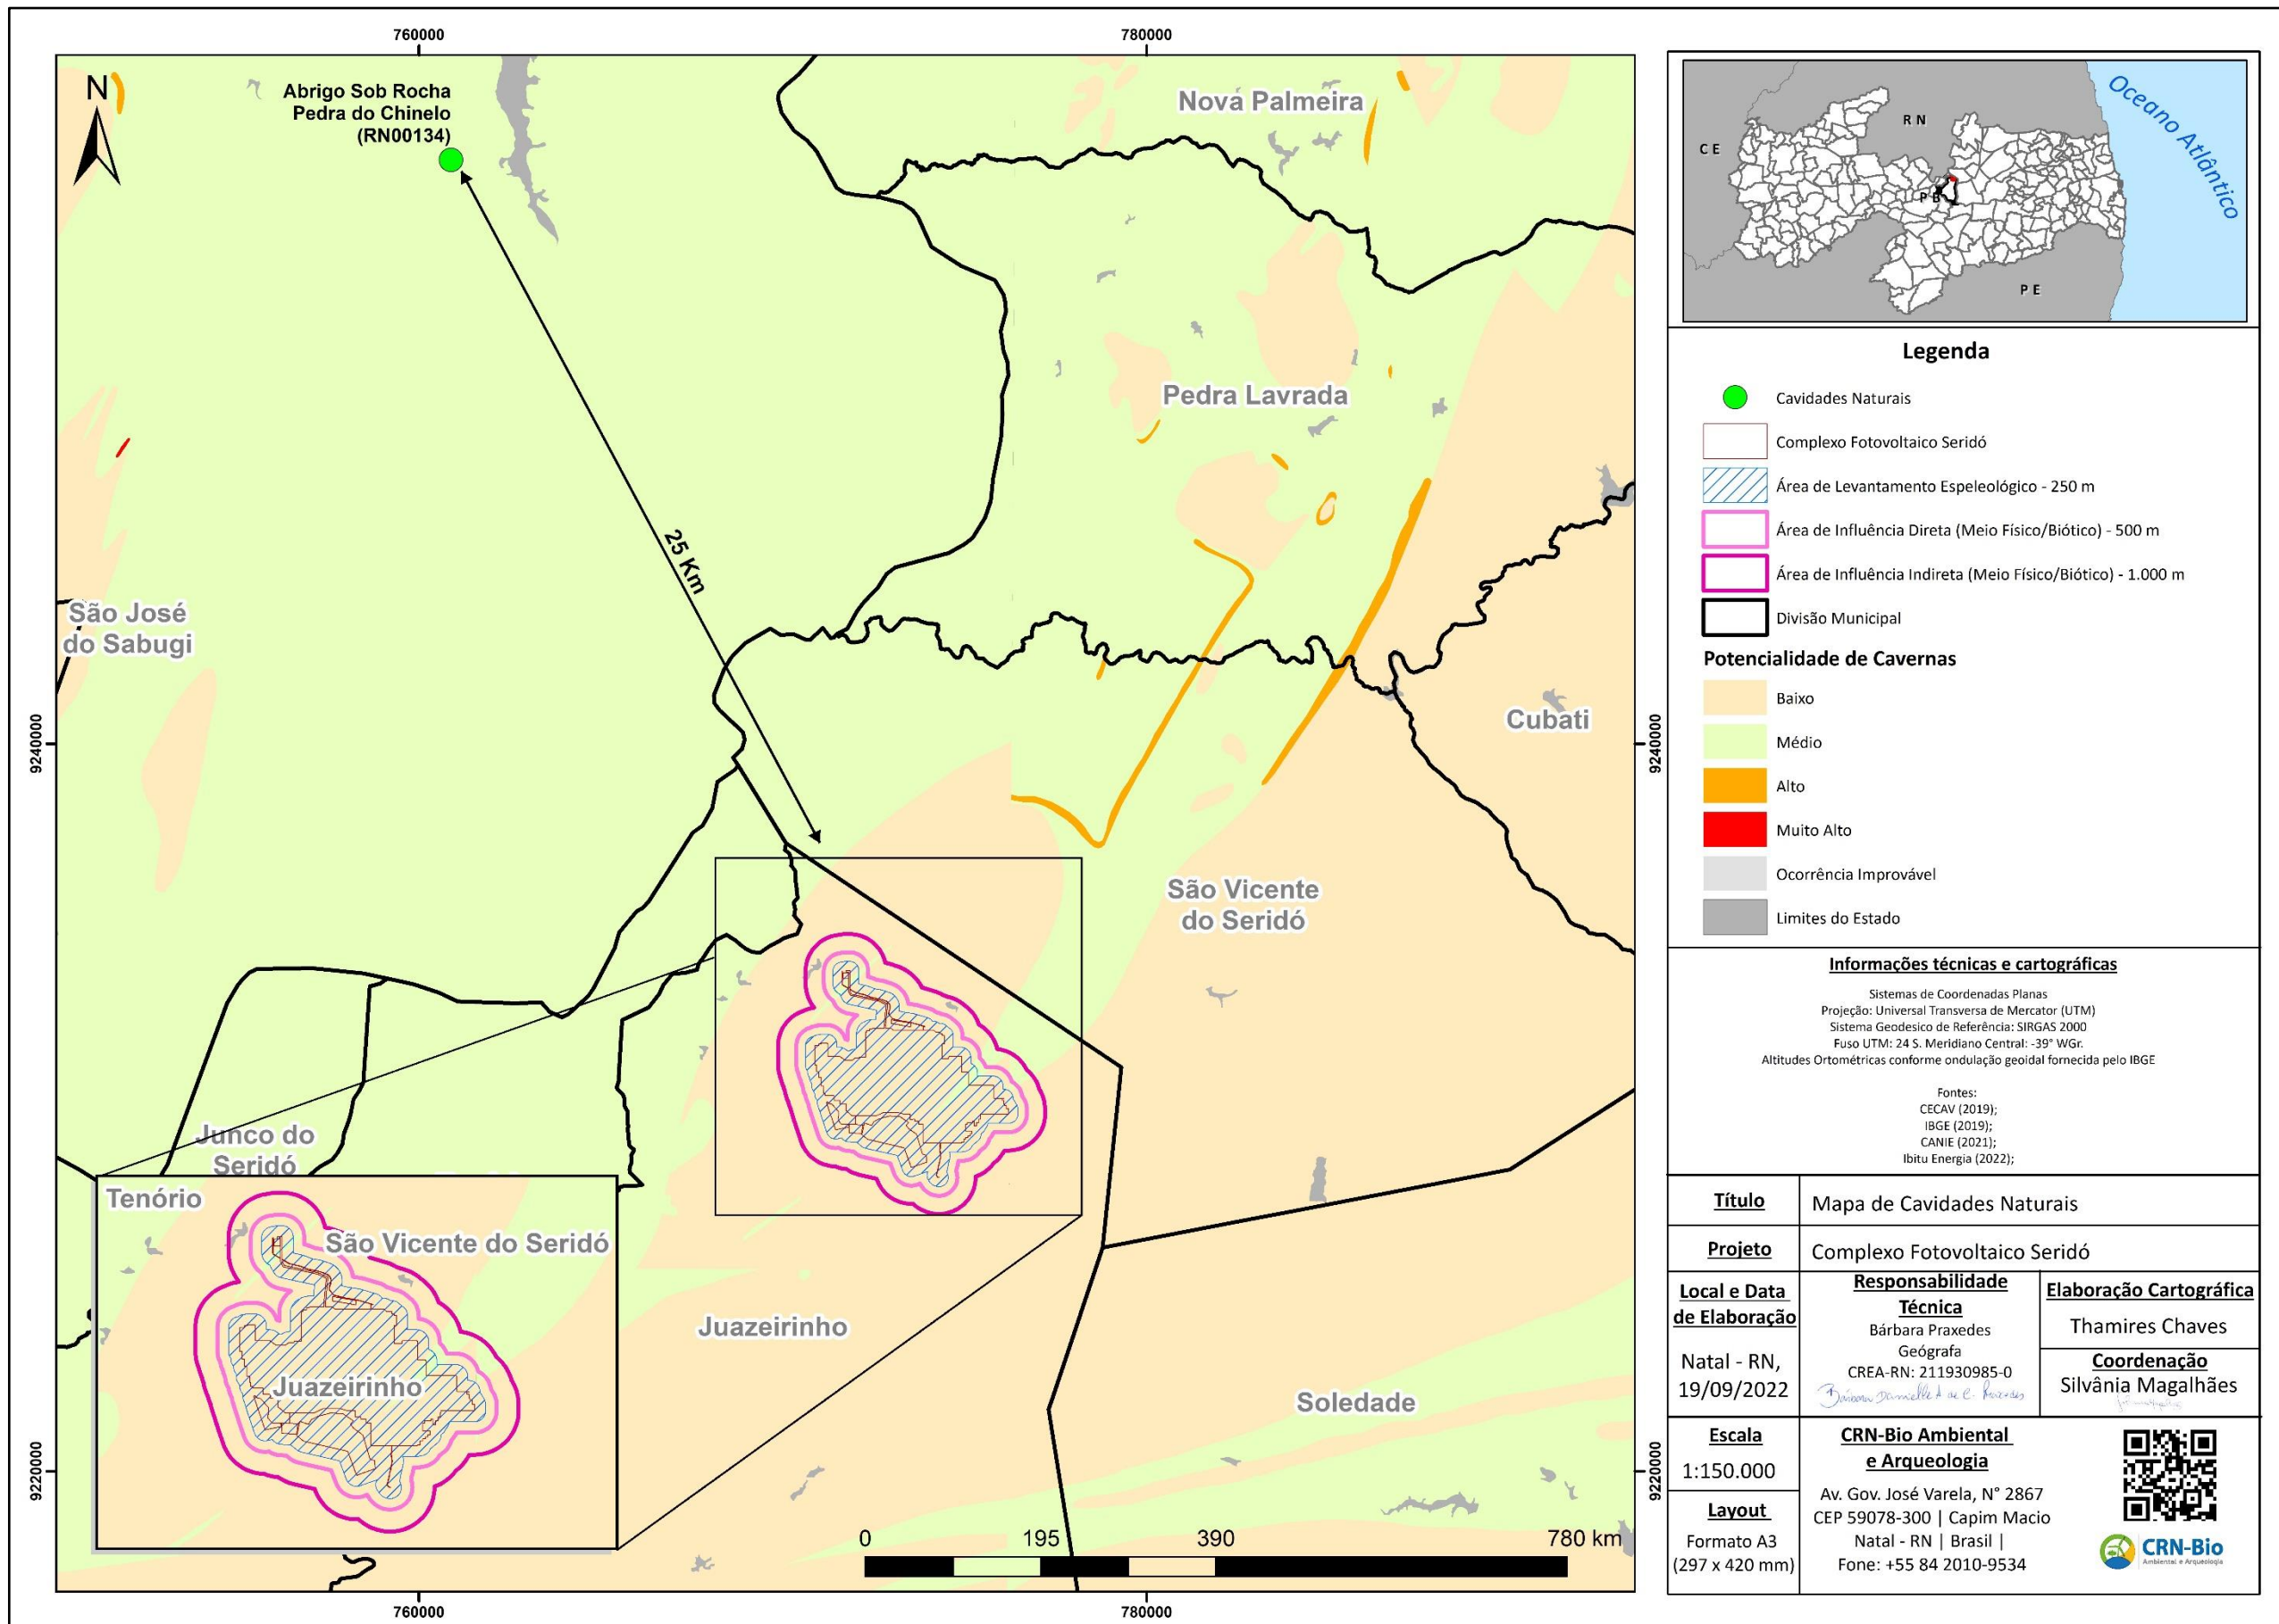 760000
780000
N
Abrigo Sob Rocha
Pedra do Chinelo
(RN00134)
Nova Palmeira
Pedra Lavrada
25 Km
São José
do Sabugi
Cubati
9240000
9240000
São Vicente
do Seridó
Junco do
Seridó
Tenório
São Vicente do Seridó
Juazeirinho
Juazeirinho
Soledade
9220000
9220000
0
195
390
780 km
760000
780000
Oceano Atlântico
RN
CE
PB
PE
Legenda
Cavidades Naturais
Complexo Fotovoltaico Seridó
Área de Levantamento Espeleológico - 250 m
Área de Influência Direta (Meio Físico/Biótico) - 500 m
Área de Influência Indireta (Meio Físico/Biótico) - 1.000 m
Divisão Municipal
Potencialidade de Cavernas
Baixo
Médio
Alto
Muito Alto
Ocorrência Improvável
Limites do Estado
Informações técnicas e cartográficas
Sistemas de Coordenadas Planas
Projeção: Universal Transversa de Mercator (UTM)
Sistema Geodesico de Referência: SIRGAS 2000
Fuso UTM: 24 S. Meridiano Central: -39° WGr.
Altitudes Ortométricas conforme ondulação geoidal fornecida pelo IBGE
Fontes:
CECAV (2019);
IBGE (2019);
CANIE (2021);
Ibitu Energia (2022);
Título
Mapa de Cavidades Naturais
Projeto
Complexo Fotovoltaico Seridó
Local e Data
de Elaboração
Natal - RN,
19/09/2022
Responsabilidade
Técnica
Bárbara Praxedes
Geógrafa
CREA-RN: 211930985-0
Elaboração Cartográfica
Thamires Chaves
Coordenação
Silvânia Magalhães
Escala
1:150.000
Layout
Formato A3
(297 x 420 mm)
CRN-Bio Ambiental
e Arqueologia
Av. Gov. José Varela, N° 2867
CEP 59078-300 | Capim Macio
Natal - RN | Brasil |
Fone: +55 84 2010-9534
CRN-Bio
Ambiental e Arqueologia